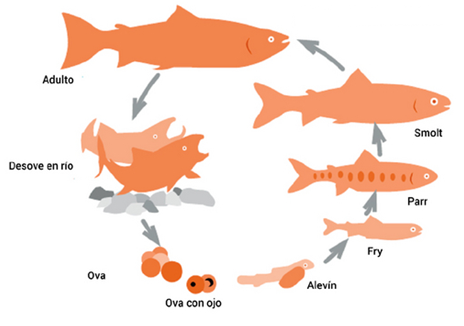 Adulto
Smolt
Desove en río
Parr
Fry
Ova
Alevín
Ova con ojo